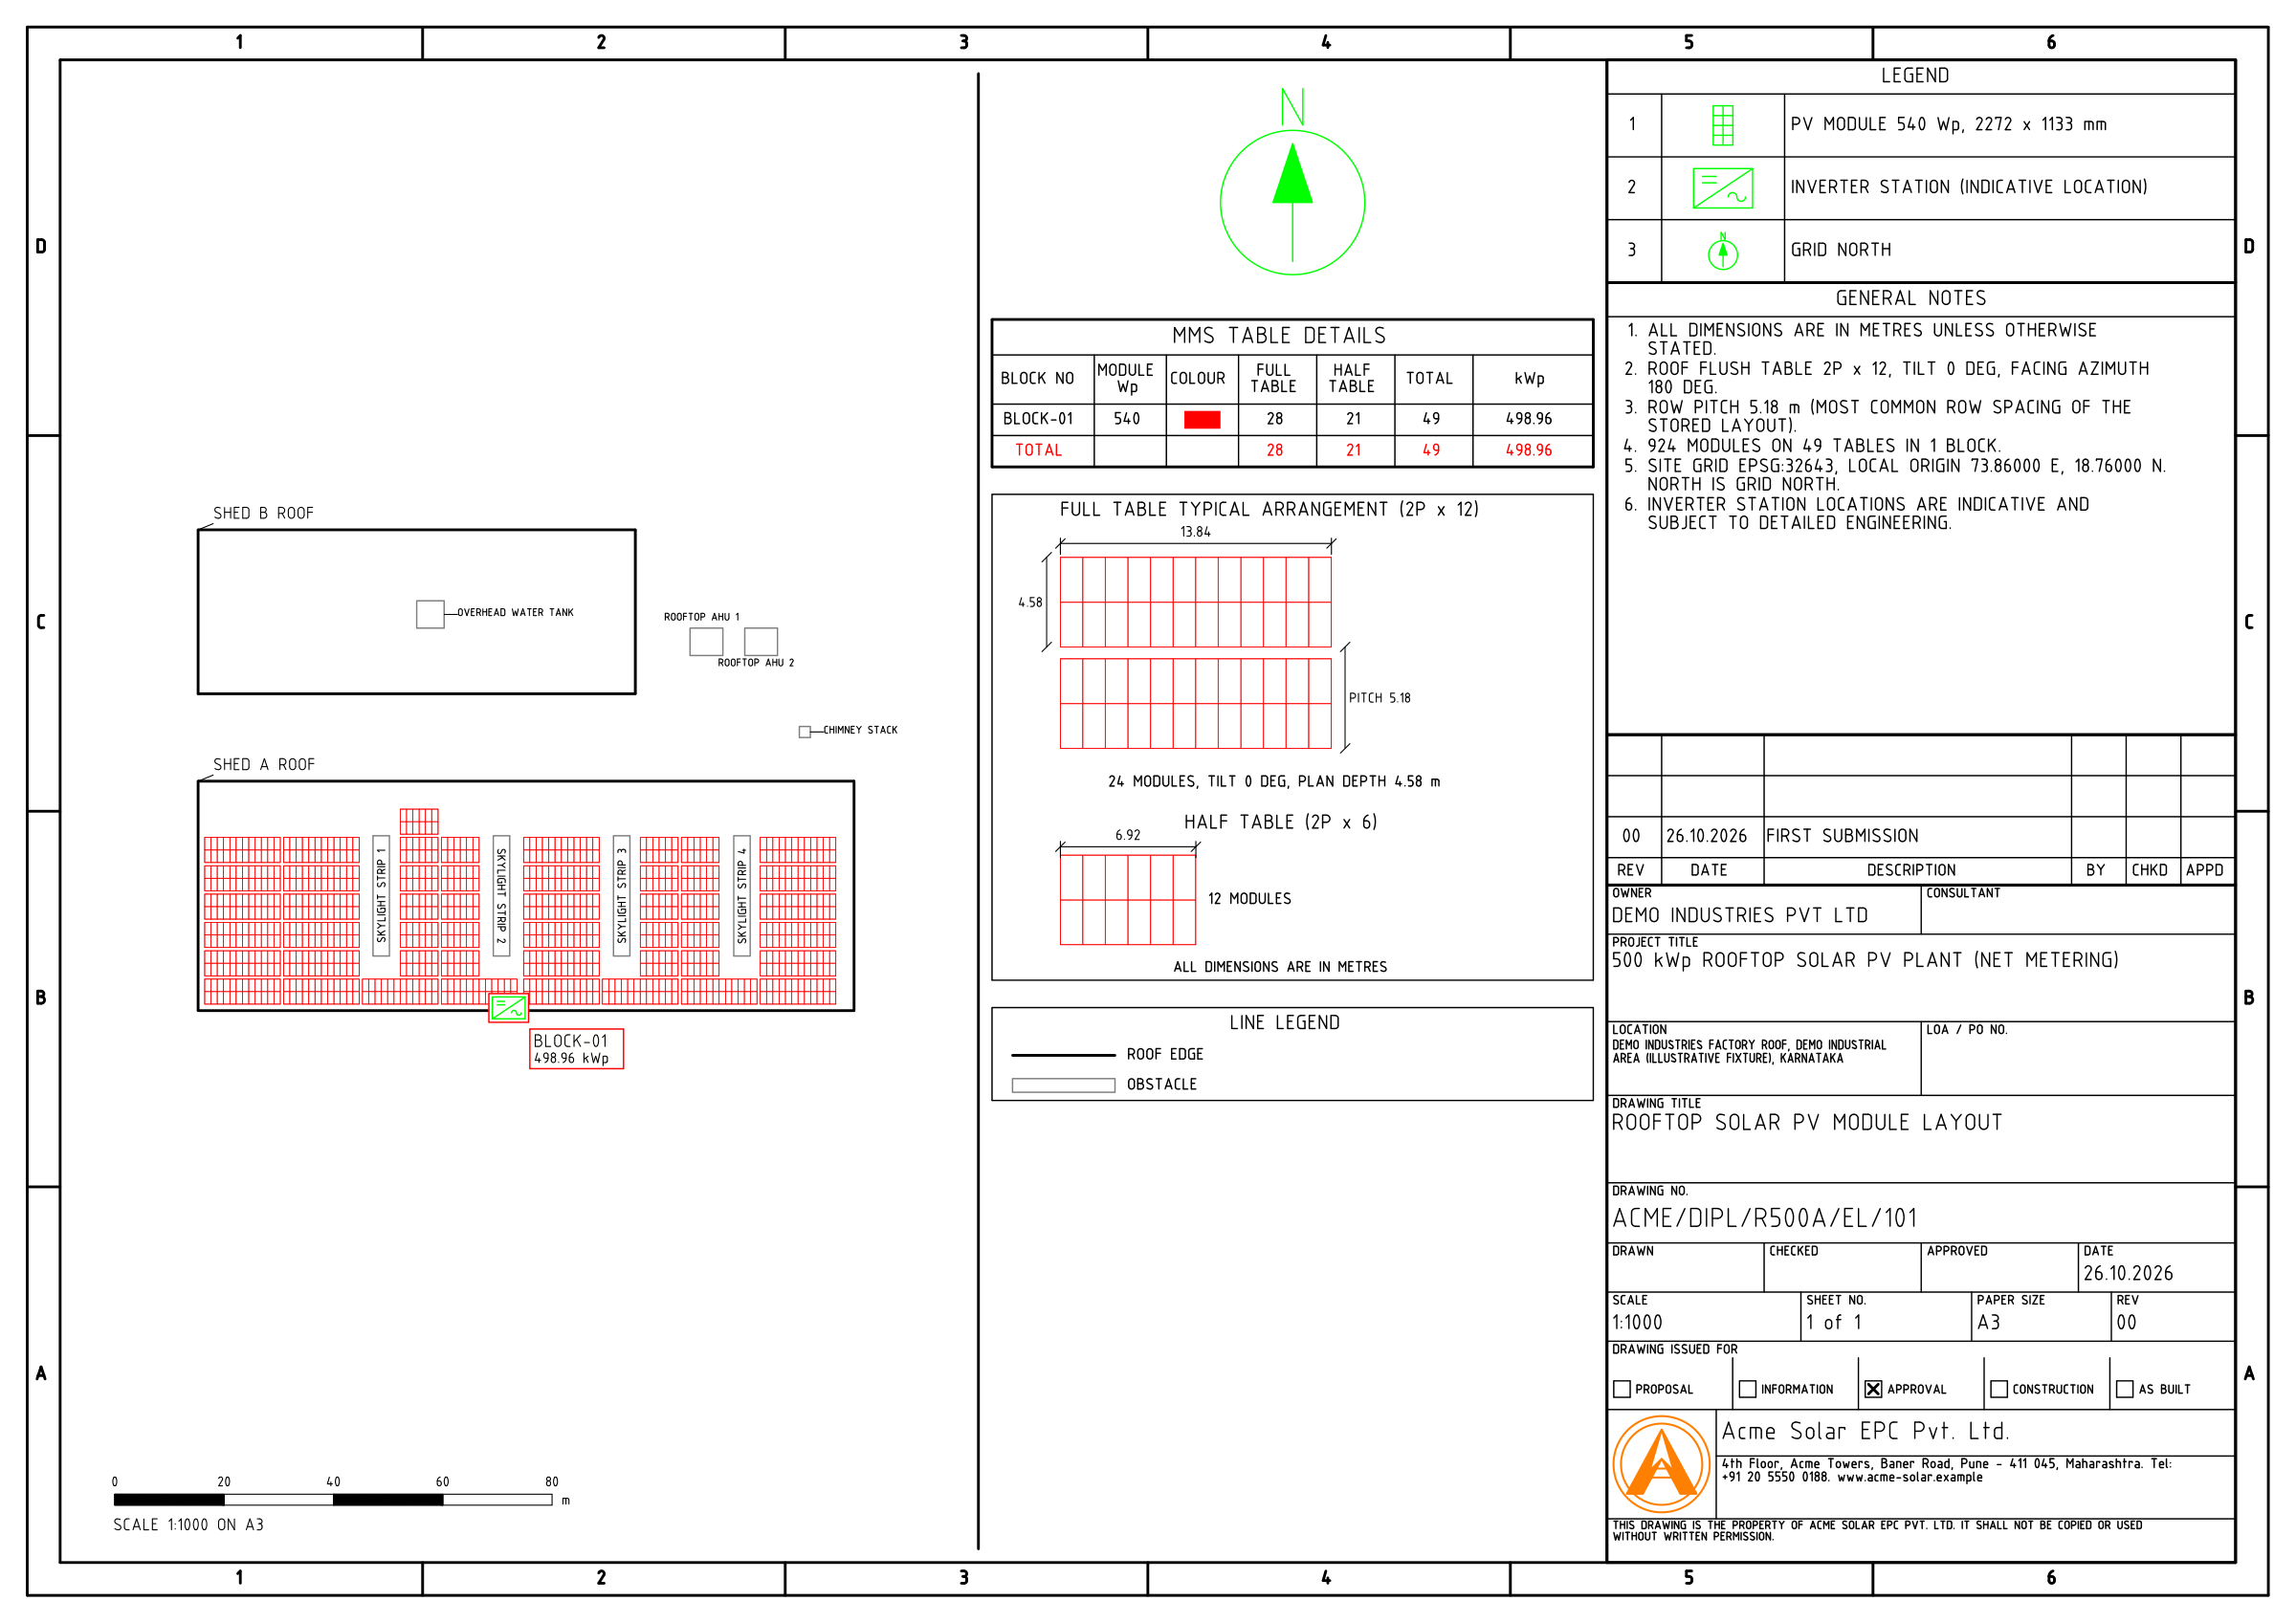 1 2 3 4 5 6
D
C
B
A
N
SHED B ROOF
OVERHEAD WATER TANK
ROOFTOP AHU 1
ROOFTOP AHU 2
CHIMNEY STACK
SHED A ROOF
SKYLIGHT STRIP 1
SKYLIGHT STRIP 2
SKYLIGHT STRIP 3
SKYLIGHT STRIP 4
BLOCK-01
498.96 kWp
0 20 40 60 80 m
SCALE 1:1000 ON A3
MMS TABLE DETAILS
BLOCK NO MODULE Wp COLOUR FULL TABLE HALF TABLE TOTAL kWp
BLOCK-01 540 28 21 49 498.96
TOTAL 28 21 49 498.96
FULL TABLE TYPICAL ARRANGEMENT (2P x 12)
13.84
4.58
PITCH 5.18
24 MODULES, TILT 0 DEG, PLAN DEPTH 4.58 m
HALF TABLE (2P x 6)
6.92
12 MODULES
ALL DIMENSIONS ARE IN METRES
LINE LEGEND
ROOF EDGE
OBSTACLE
LEGEND
1 PV MODULE 540 Wp, 2272 x 1133 mm
2 INVERTER STATION (INDICATIVE LOCATION)
3 N GRID NORTH
GENERAL NOTES
1. ALL DIMENSIONS ARE IN METRES UNLESS OTHERWISE
STATED.
2. ROOF FLUSH TABLE 2P x 12, TILT 0 DEG, FACING AZIMUTH
180 DEG.
3. ROW PITCH 5.18 m (MOST COMMON ROW SPACING OF THE
STORED LAYOUT).
4. 924 MODULES ON 49 TABLES IN 1 BLOCK.
5. SITE GRID EPSG:32643, LOCAL ORIGIN 73.86000 E, 18.76000 N.
NORTH IS GRID NORTH.
6. INVERTER STATION LOCATIONS ARE INDICATIVE AND
SUBJECT TO DETAILED ENGINEERING.
00 26.10.2026 FIRST SUBMISSION
REV DATE DESCRIPTION BY CHKD APPD
OWNER CONSULTANT
DEMO INDUSTRIES PVT LTD
PROJECT TITLE
500 kWp ROOFTOP SOLAR PV PLANT (NET METERING)
LOCATION LOA / PO NO.
DEMO INDUSTRIES FACTORY ROOF, DEMO INDUSTRIAL
AREA (ILLUSTRATIVE FIXTURE), KARNATAKA
DRAWING TITLE
ROOFTOP SOLAR PV MODULE LAYOUT
DRAWING NO.
ACME/DIPL/R500A/EL/101
DRAWN CHECKED APPROVED DATE
26.10.2026
SCALE SHEET NO. PAPER SIZE REV
1:1000 1 of 1 A3 00
DRAWING ISSUED FOR
PROPOSAL INFORMATION APPROVAL CONSTRUCTION AS BUILT
Acme Solar EPC Pvt. Ltd.
4th Floor, Acme Towers, Baner Road, Pune - 411 045, Maharashtra. Tel:
+91 20 5550 0188. www.acme-solar.example
THIS DRAWING IS THE PROPERTY OF ACME SOLAR EPC PVT. LTD. IT SHALL NOT BE COPIED OR USED
WITHOUT WRITTEN PERMISSION.
D
C
B
A
1 2 3 4 5 6